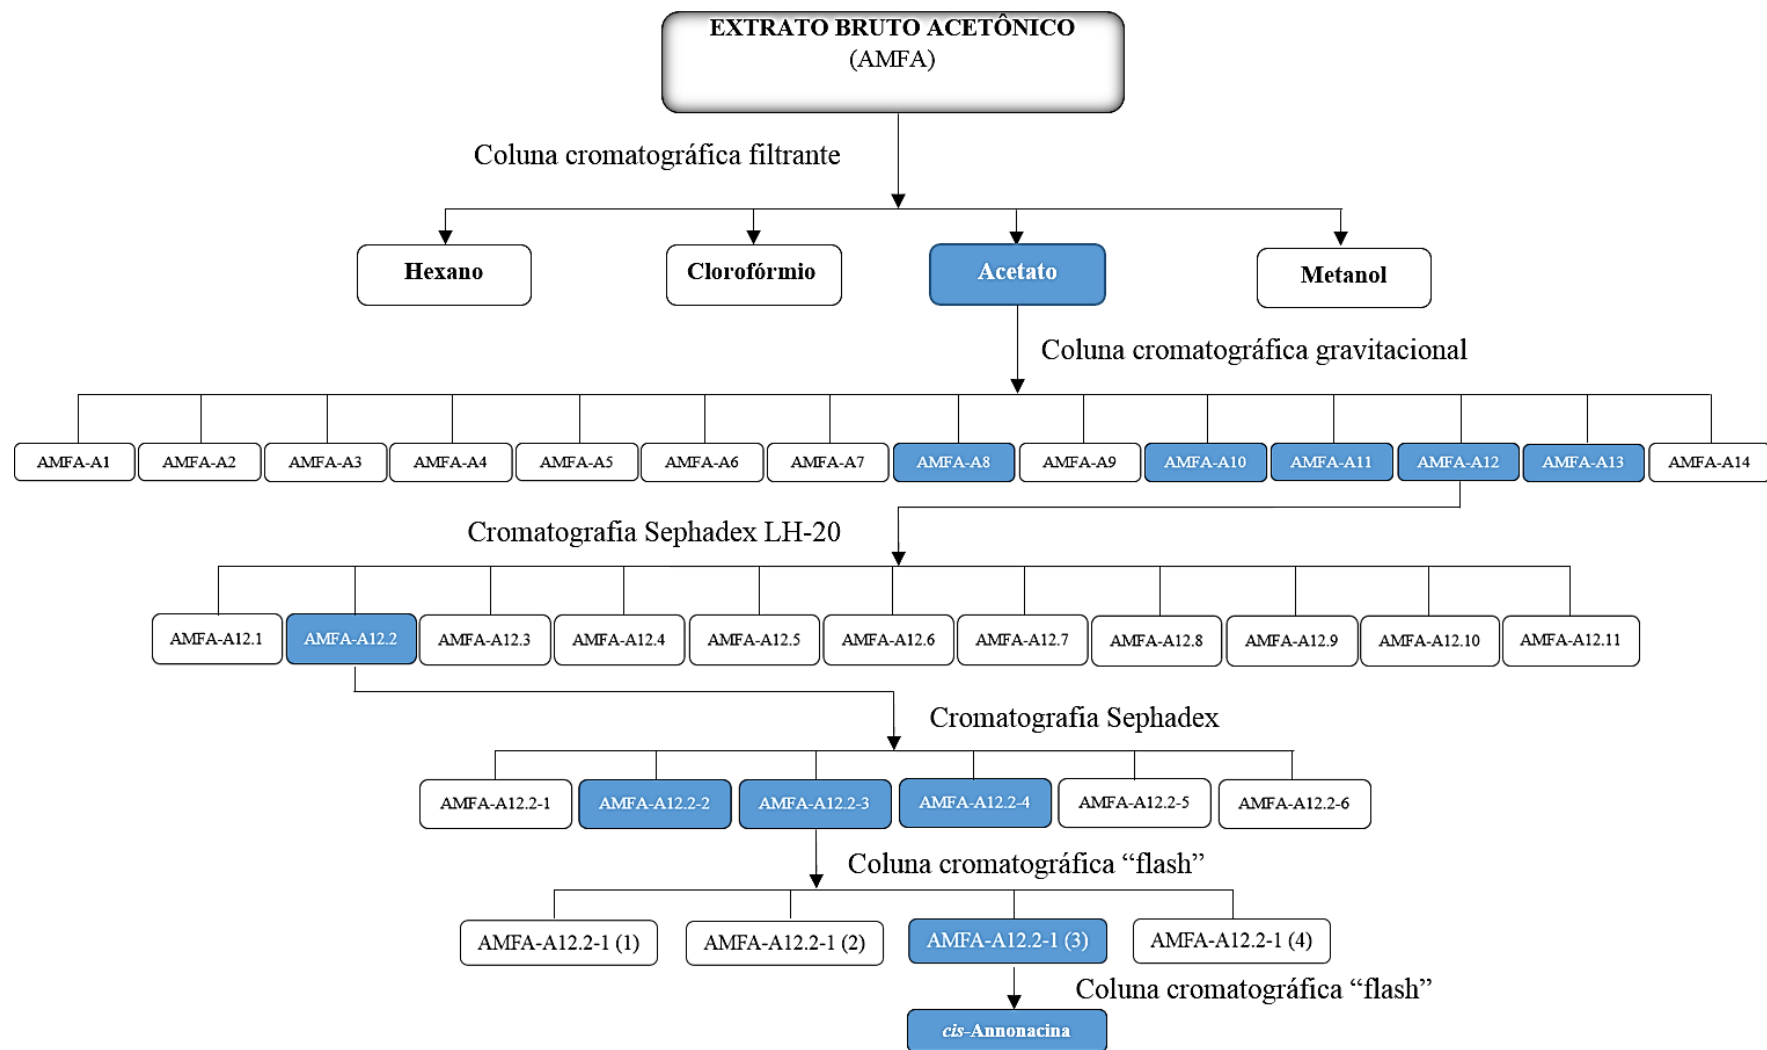 EXTRATO BRUTO ACETÔNICO
(AMFA)
Coluna cromatográfica filtrante
Hexano
Clorofórmio
Acetato
Metanol
Coluna cromatográfica gravitacional
AMFA-A1
AMFA-A2
AMFA-A3
AMFA-A4
AMFA-A5
AMFA-A6
AMFA-A7
AMFA-A8
AMFA-A9
AMFA-A10
AMFA-A11
AMFA-A12
AMFA-A13
AMFA-A14
Cromatografia Sephadex LH-20
AMFA-A12.1
AMFA-A12.2
AMFA-A12.3
AMFA-A12.4
AMFA-A12.5
AMFA-A12.6
AMFA-A12.7
AMFA-A12.8
AMFA-A12.9
AMFA-A12.10
AMFA-A12.11
Cromatografia Sephadex
AMFA-A12.2-1
AMFA-A12.2-2
AMFA-A12.2-3
AMFA-A12.2-4
AMFA-A12.2-5
AMFA-A12.2-6
Coluna cromatográfica “flash”
AMFA-A12.2-1 (1)
AMFA-A12.2-1 (2)
AMFA-A12.2-1 (3)
AMFA-A12.2-1 (4)
Coluna cromatográfica “flash”
cis-Annonacina